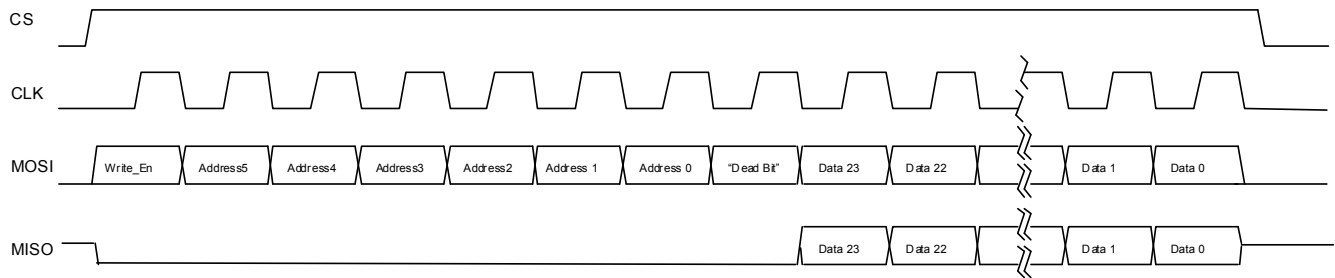 CS
CLK
MOSI Write_En Address5 Address4 Address3 Address2 Address 1 Address 0 "Dead Bit" Data 23 Data 22 Data 1 Data 0
MISO Data 23 Data 22 Data 1 Data 0